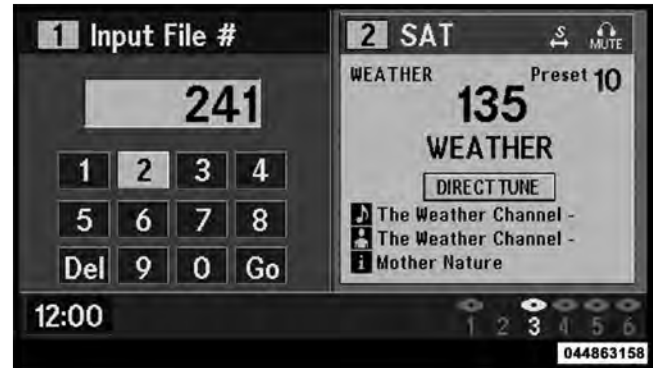 1 Input File #
241
1 2 3 4
5 6 7 8
Del 9 0 Go
2 SAT S MUTE
WEATHER Preset 10
135
WEATHER
DIRECT TUNE
The Weather Channel -
The Weather Channel -
i Mother Nature
12:00
1 2 3 4 5 6
044863158